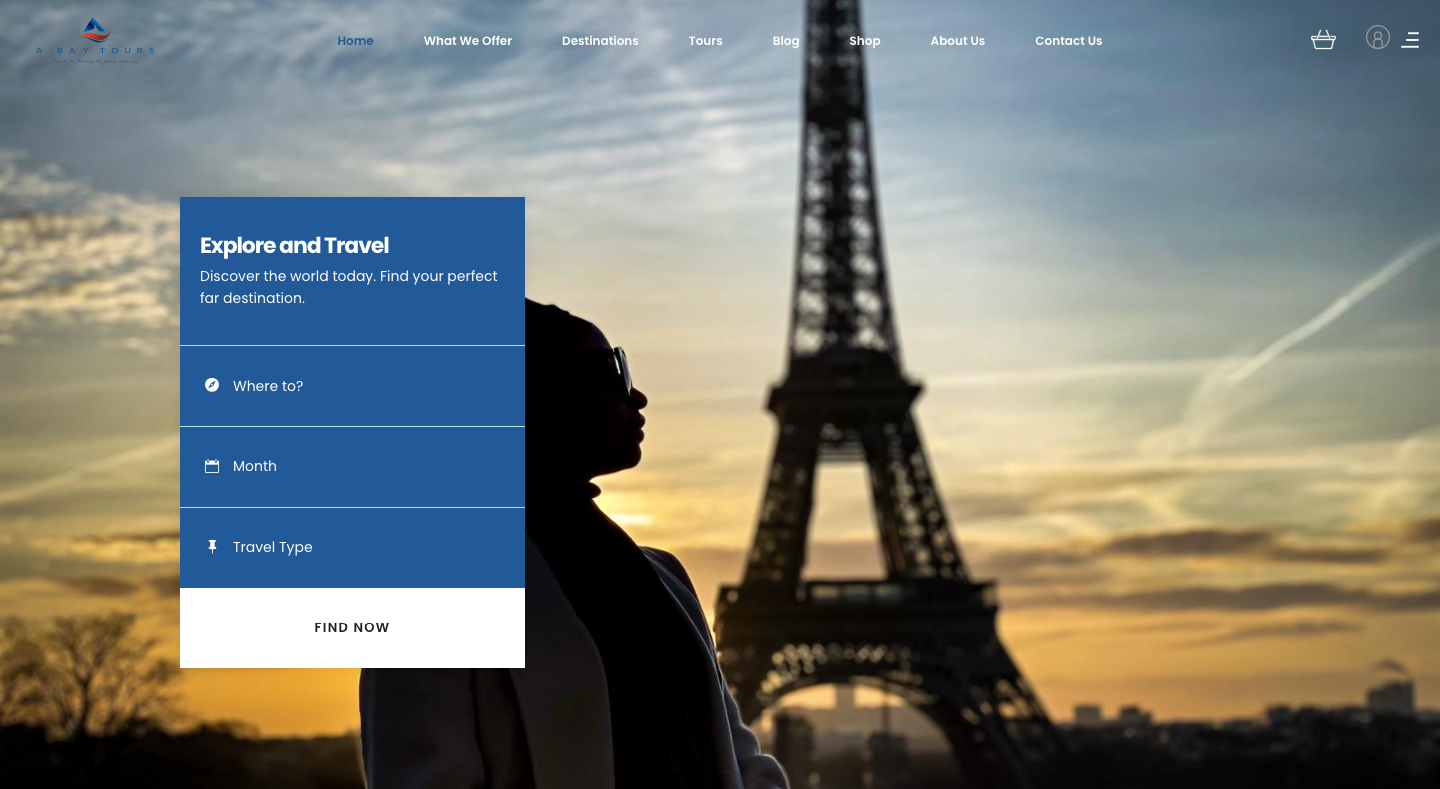 A-BAY TOURS
Home
What We Offer
Destinations
Tours
Blog
Shop
About Us
Contact Us
Explore and Travel
Discover the world today. Find your perfect
far destination.
Where to?
Month
Travel Type
FIND NOW